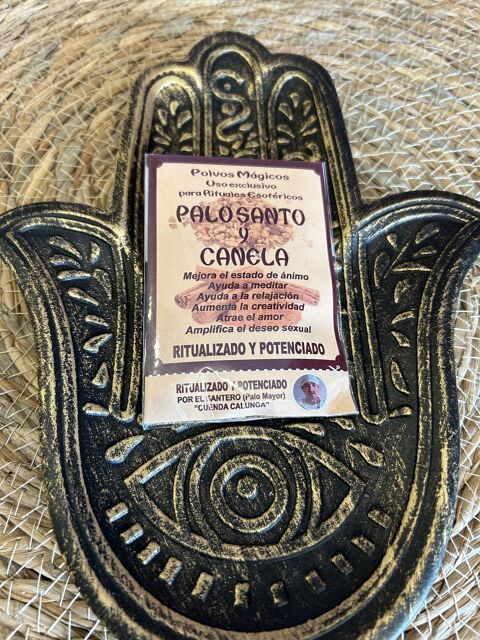 Polvos Mágicos
Uso exclusivo
para Rituales Esotéricos
PALO SANTO
y
CANELA
Mejora el estado de ánimo
Ayuda a meditar
Ayuda a la relajación
Aumenta la creatividad
Atrae el amor
Amplifica el deseo sexual
RITUALIZADO Y POTENCIADO
RITUALIZADO Y POTENCIADO
POR EL SANTERO (Palo Mayor)
"CUENDA CALUNGA"